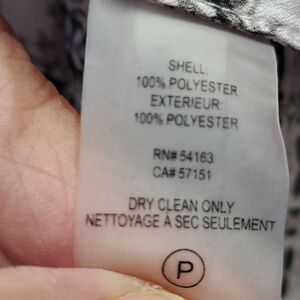 SHELL:
100% POLYESTER
EXTERIEUR:
100% POLYESTER
RN# 54163
CA# 57151
DRY CLEAN ONLY
NETTOYAGE À SEC SEULEMENT
P